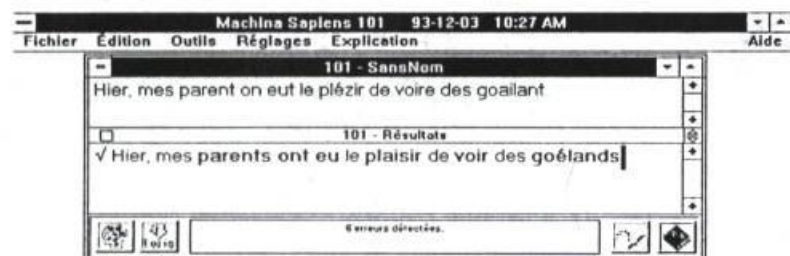 Machina Sapiens 101 93-12-03 10:27 AM
Fichier Édition Outils Réglages Explication Aide
101 - SansNom
Hier, mes parent on eut le plézir de voire des goailant
101 - Résultats
√ Hier, mes parents ont eu le plaisir de voir des goélands
6 erreurs détectées.